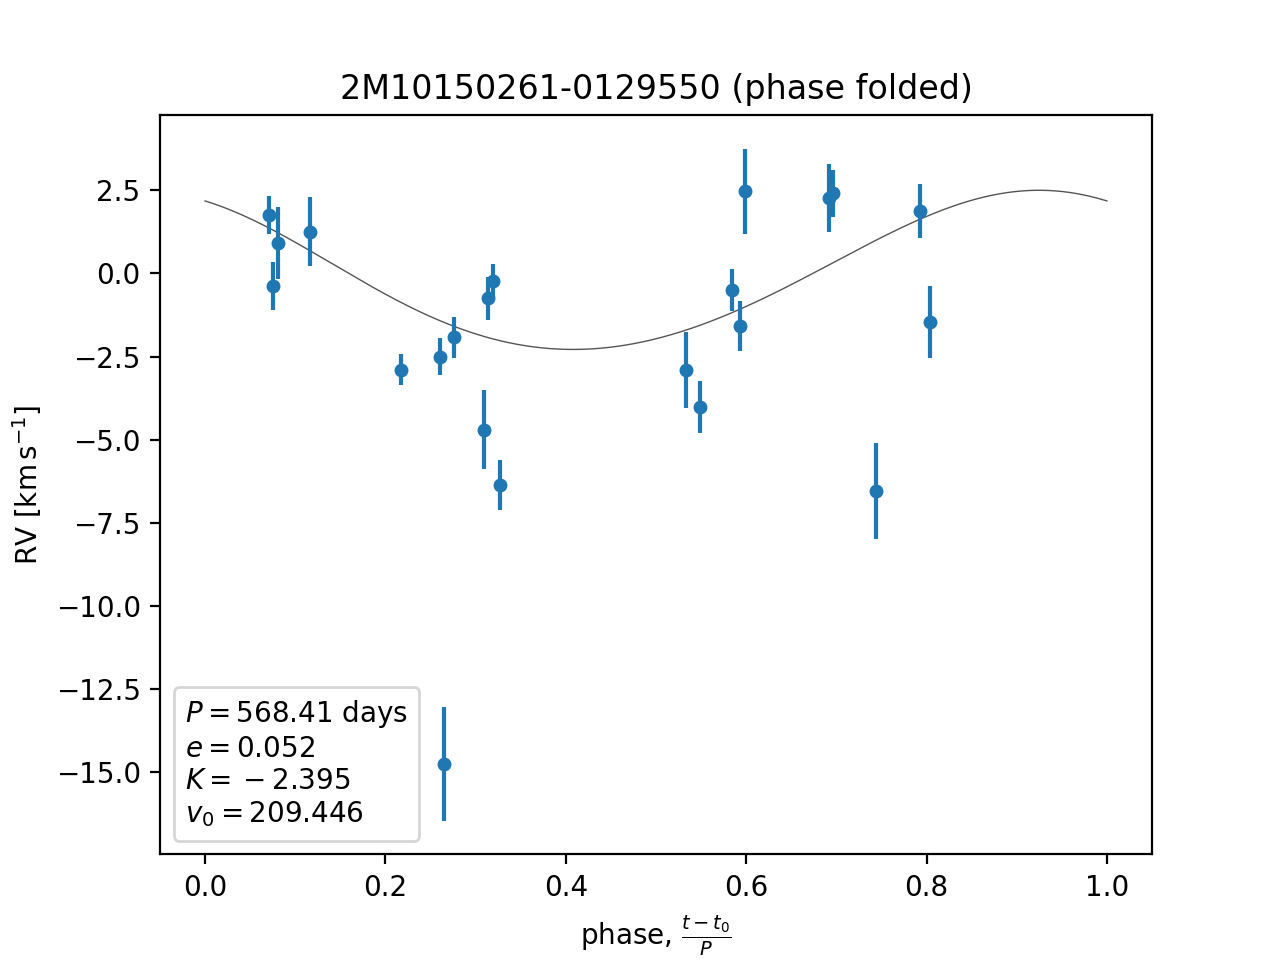 2M10150261-0129550 (phase folded)
RV [km s⁻¹]
2.5
0.0
−2.5
−5.0
−7.5
−10.0
−12.5
−15.0
P = 568.41 days
e = 0.052
K = − 2.395
v₀ = 209.446
0.0 0.2 0.4 0.6 0.8 1.0
phase, (t − t₀)/P